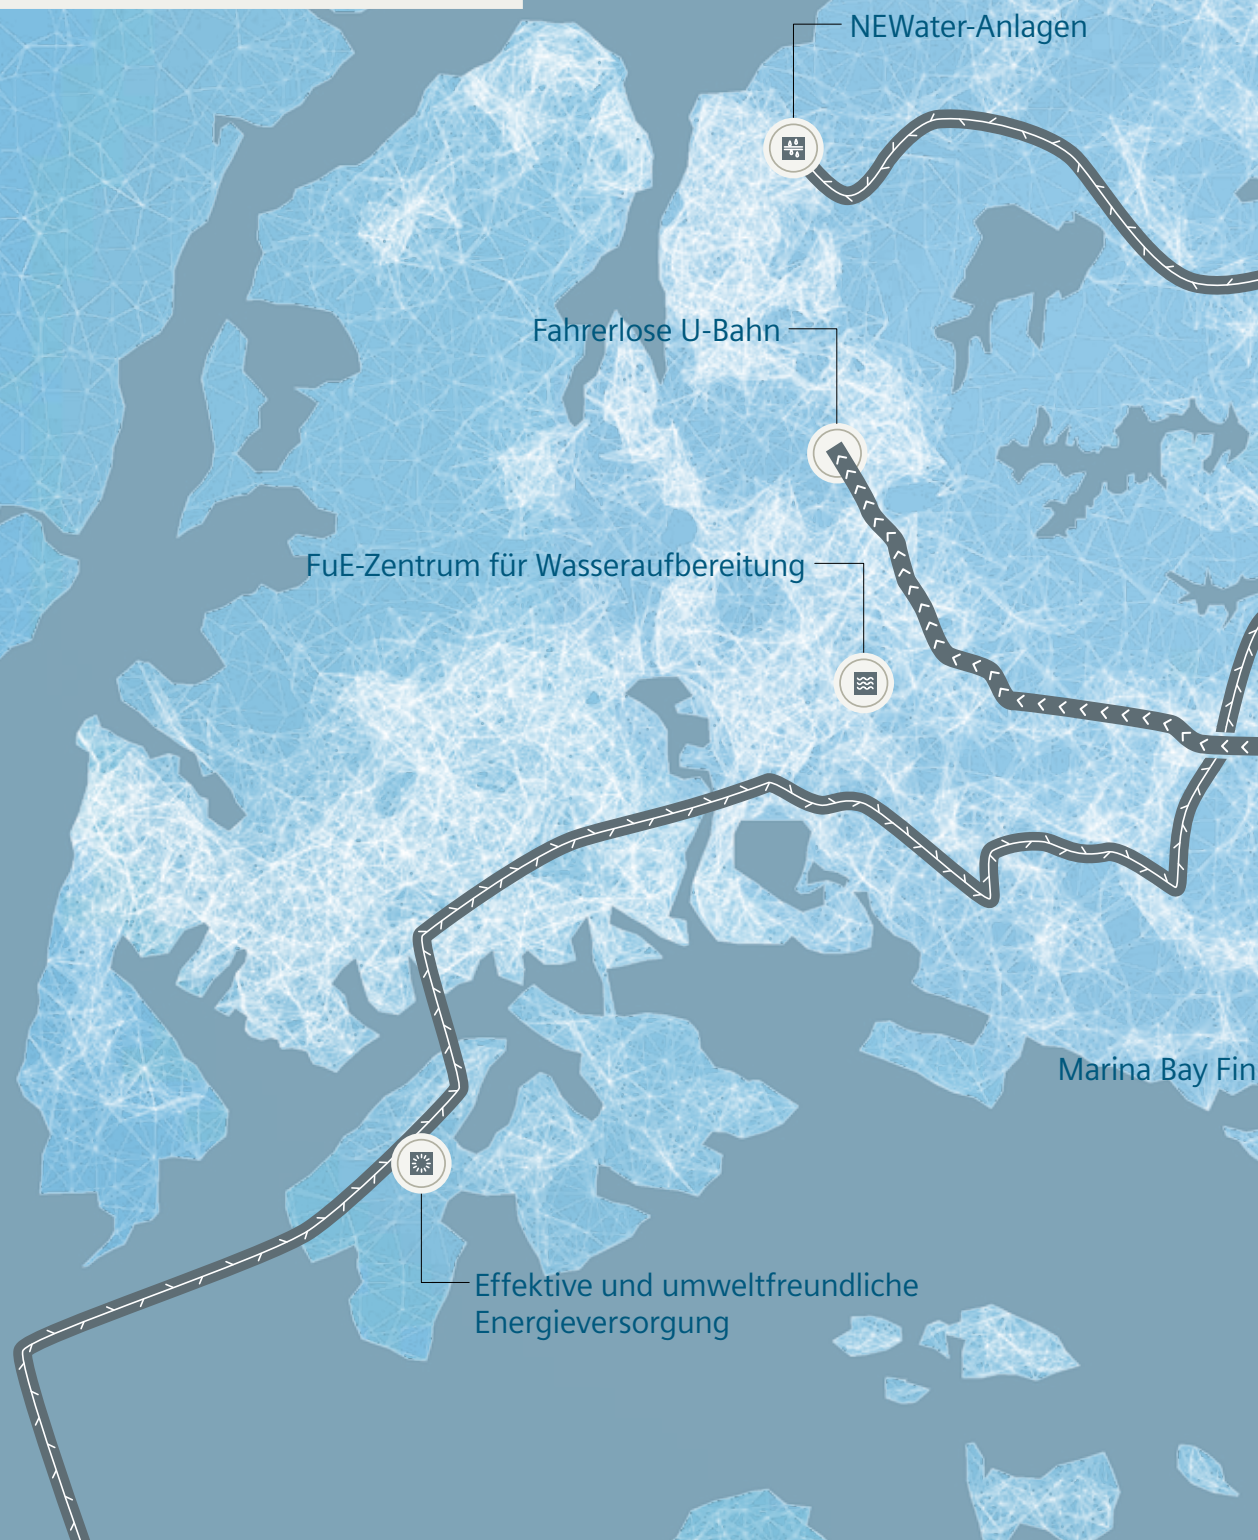 NEWater-Anlagen
Fahrerlose U-Bahn
FuE-Zentrum für Wasseraufbereitung
Marina Bay Fin
Effektive und umweltfreundliche
Energieversorgung